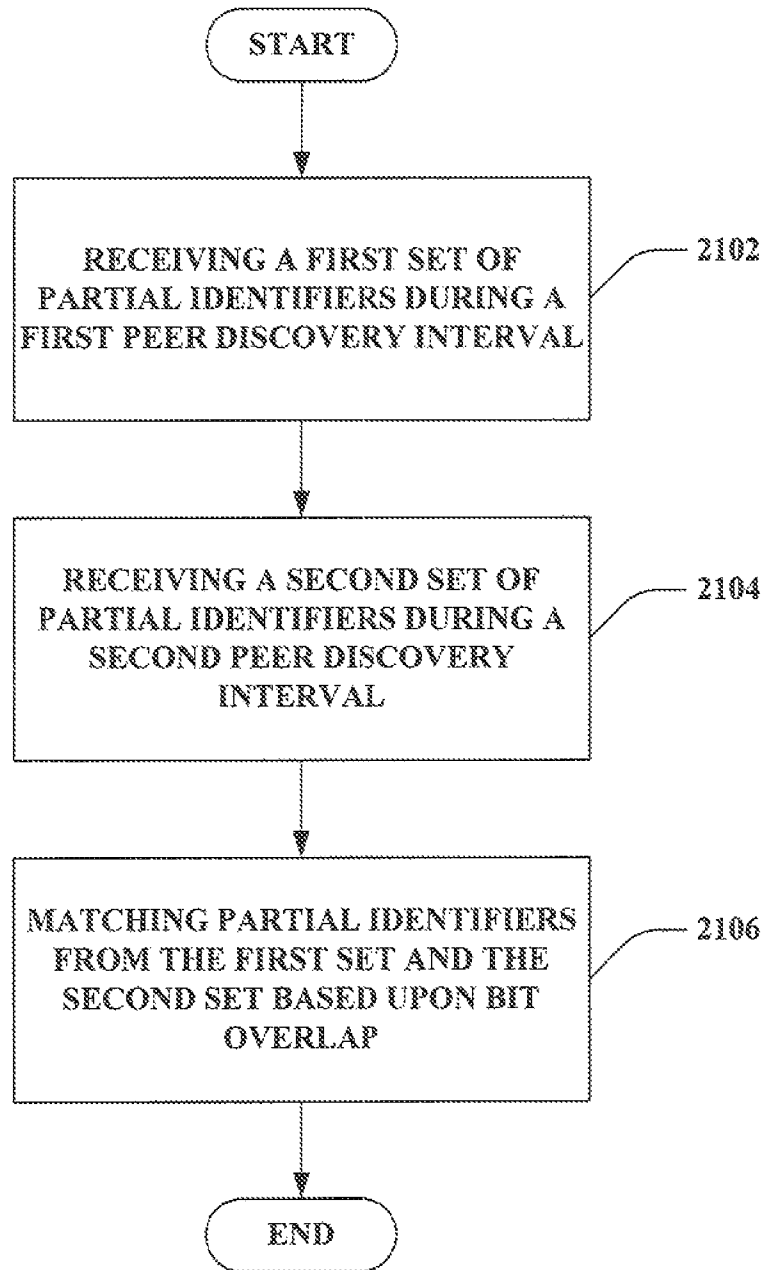 START
RECEIVING A FIRST SET OF
PARTIAL IDENTIFIERS DURING A
FIRST PEER DISCOVERY INTERVAL
2102
RECEIVING A SECOND SET OF
PARTIAL IDENTIFIERS DURING A
SECOND PEER DISCOVERY
INTERVAL
2104
MATCHING PARTIAL IDENTIFIERS
FROM THE FIRST SET AND THE
SECOND SET BASED UPON BIT
OVERLAP
2106
END